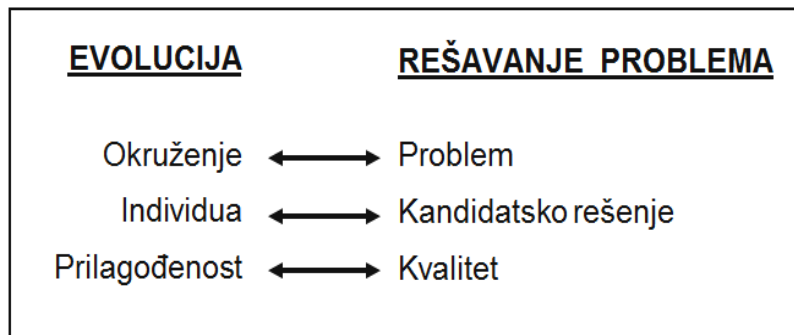 EVOLUCIJA REŠAVANJE PROBLEMA
Okruženje Problem
Individua Kandidatsko rešenje
Prilagođenost Kvalitet